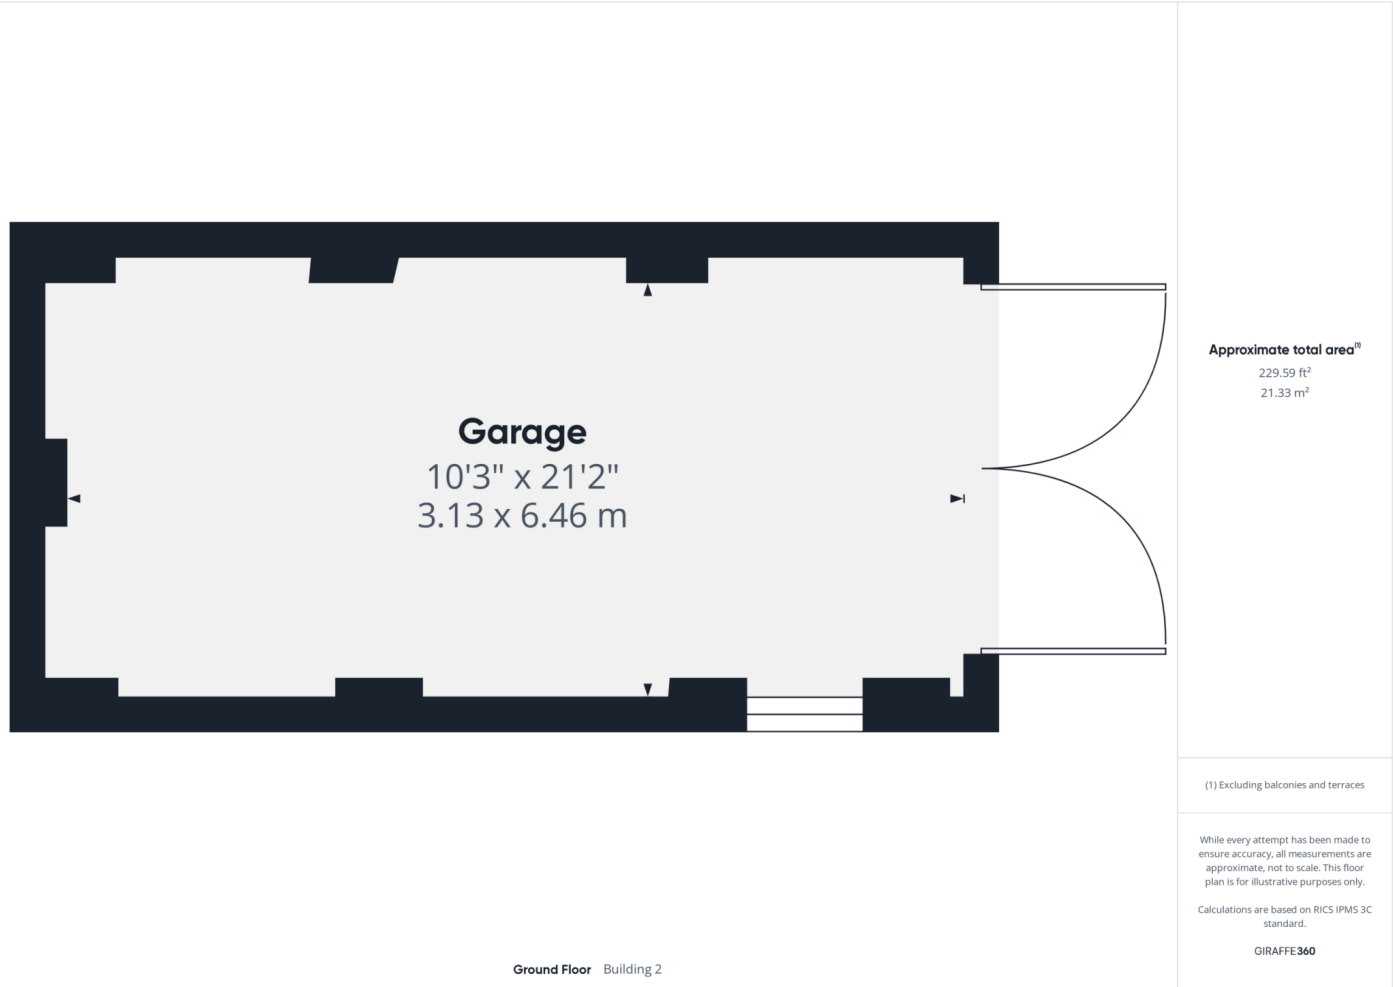 Garage
10'3" x 21'2"
3.13 x 6.46 m
Approximate total area(1)
229.59 ft²
21.33 m²
(1) Excluding balconies and terraces
While every attempt has been made to
ensure accuracy, all measurements are
approximate, not to scale. This floor
plan is for illustrative purposes only.
Calculations are based on RICS IPMS 3C
standard.
GIRAFFE360
Ground Floor Building 2